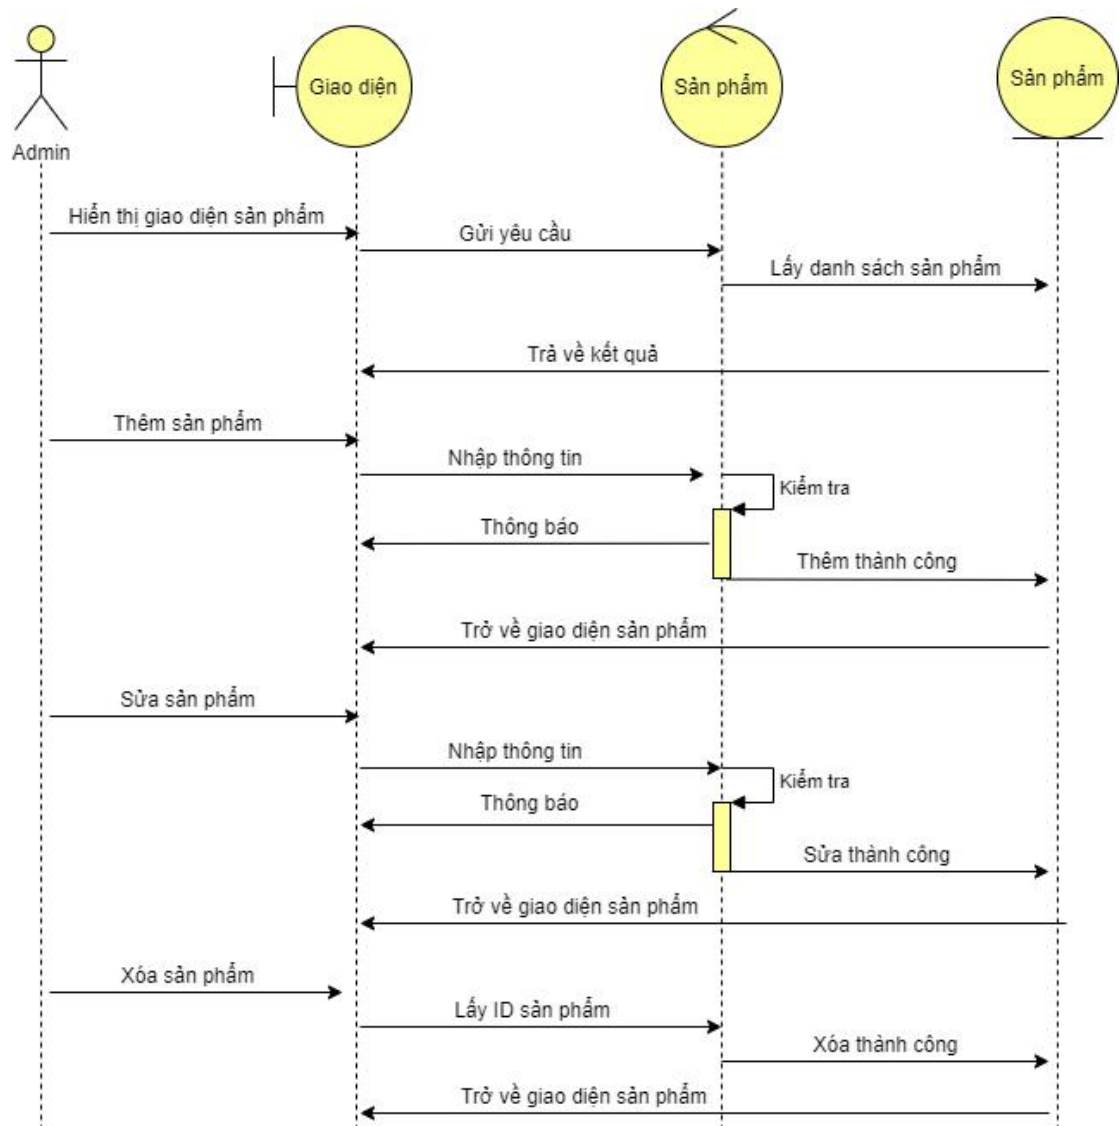 Giao diện
Sản phẩm
Sản phẩm
Admin
Hiển thị giao diện sản phẩm
Gửi yêu cầu
Lấy danh sách sản phẩm
Trả về kết quả
Thêm sản phẩm
Nhập thông tin
Kiểm tra
Thông báo
Thêm thành công
Trở về giao diện sản phẩm
Sửa sản phẩm
Nhập thông tin
Kiểm tra
Thông báo
Sửa thành công
Trở về giao diện sản phẩm
Xóa sản phẩm
Lấy ID sản phẩm
Xóa thành công
Trở về giao diện sản phẩm